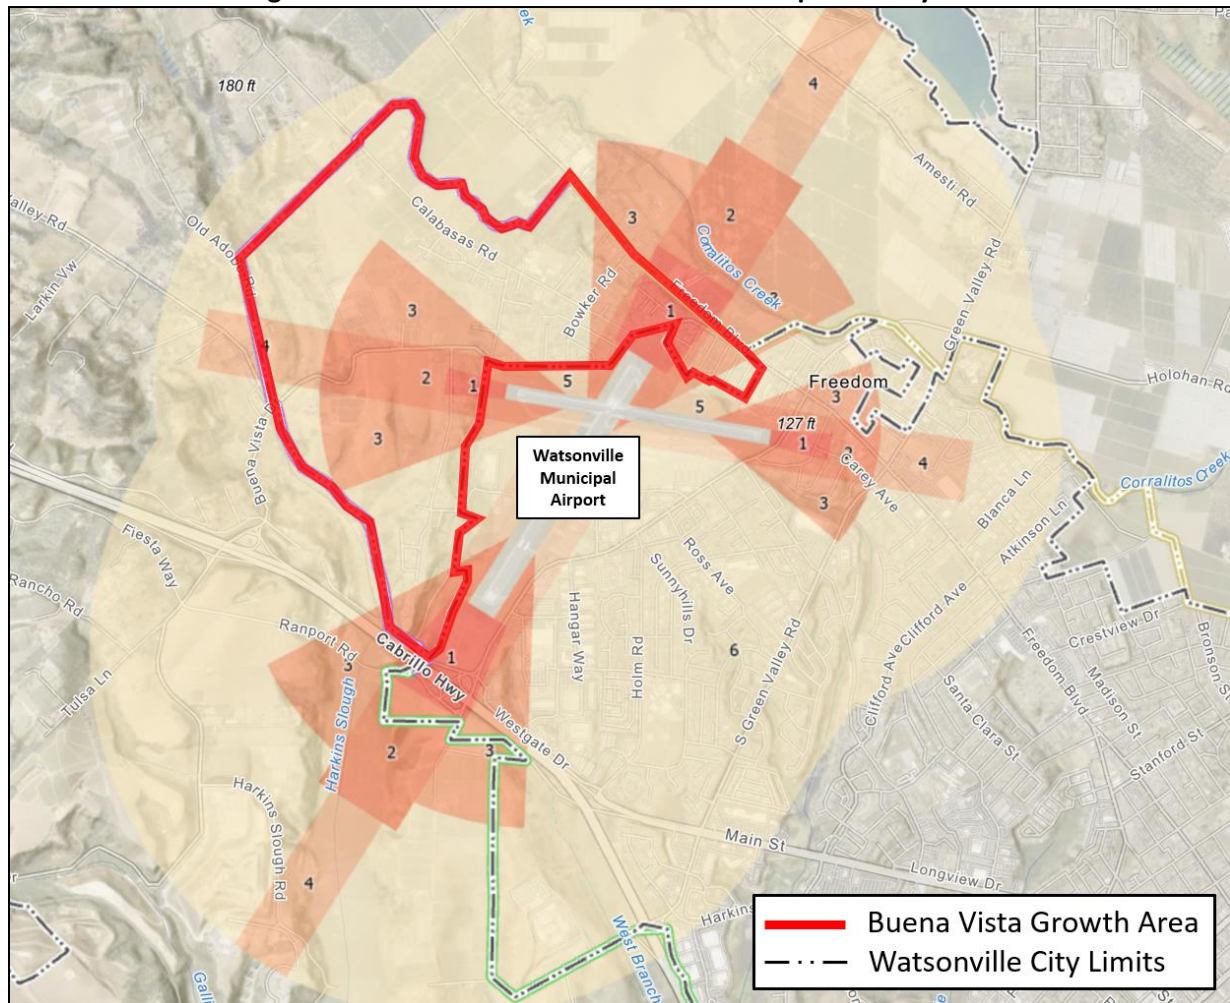 180 ft
4
Amesti Rd
Valley Rd
Old Adobe Rd
Calabasas Rd
3
2
Corralitos Creek
Green Valley Rd
Larkin Vw
Bowker Rd
3
1
4
2
1
5
Freedom
3
Holohan Rd
5
127 ft
3
1
2
4
Buena Vista Dr
Watsonville
Municipal
Airport
Carey Ave
3
Corralitos Creek
Blanca Ln
Atkinson Ln
Fiesta Way
Ross Ave
Sunnyhills Dr
Rancho Rd
Ranport Rd
Hangar Way
Holm Rd
Clifford Ave
Clifford Ave
Crestview Dr
Bronson St
Cabrillo Hwy
1
3
6
Tulsa Ln
S Green Valley Rd
Freedom Blvd
Madison St
Santa Clara St
Stanford St
Harkins Slough
2
3
Westgate Dr
Harkins Slough Rd
Main St
Longview Dr
4
West Branch
Harkins
Buena Vista Growth Area
Watsonville City Limits